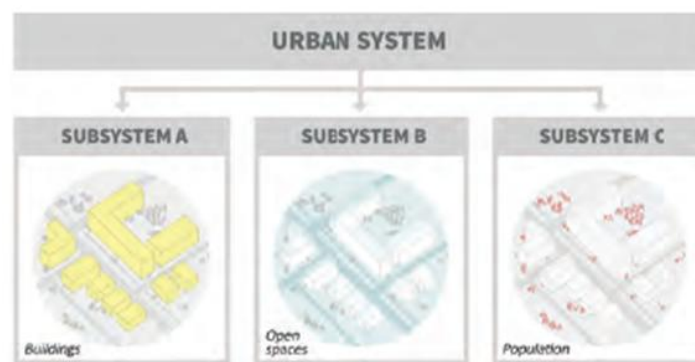 URBAN SYSTEM
SUBSYSTEM A
SUBSYSTEM B
SUBSYSTEM C
Buildings
Open
spaces
Population